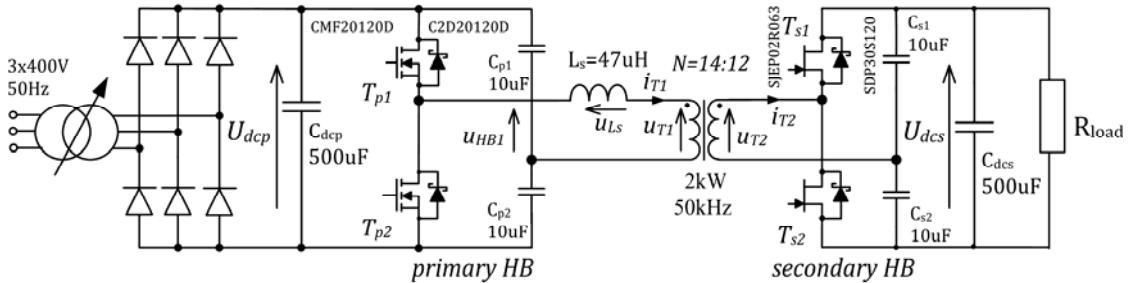 3x400V
50Hz
U_dcp
C_dcp
500uF
CMF20120D
C2D20120D
T_p1
T_p2
C_p1
10uF
C_p2
10uF
u_HB1
primary HB
L_s=47uH
u_Ls
i_T1
N=14:12
u_T1
u_T2
i_T2
2kW
50kHz
SJEP02R063
SDP30S120
T_s1
T_s2
C_s1
10uF
C_s2
10uF
secondary HB
U_dcs
C_dcs
500uF
R_load